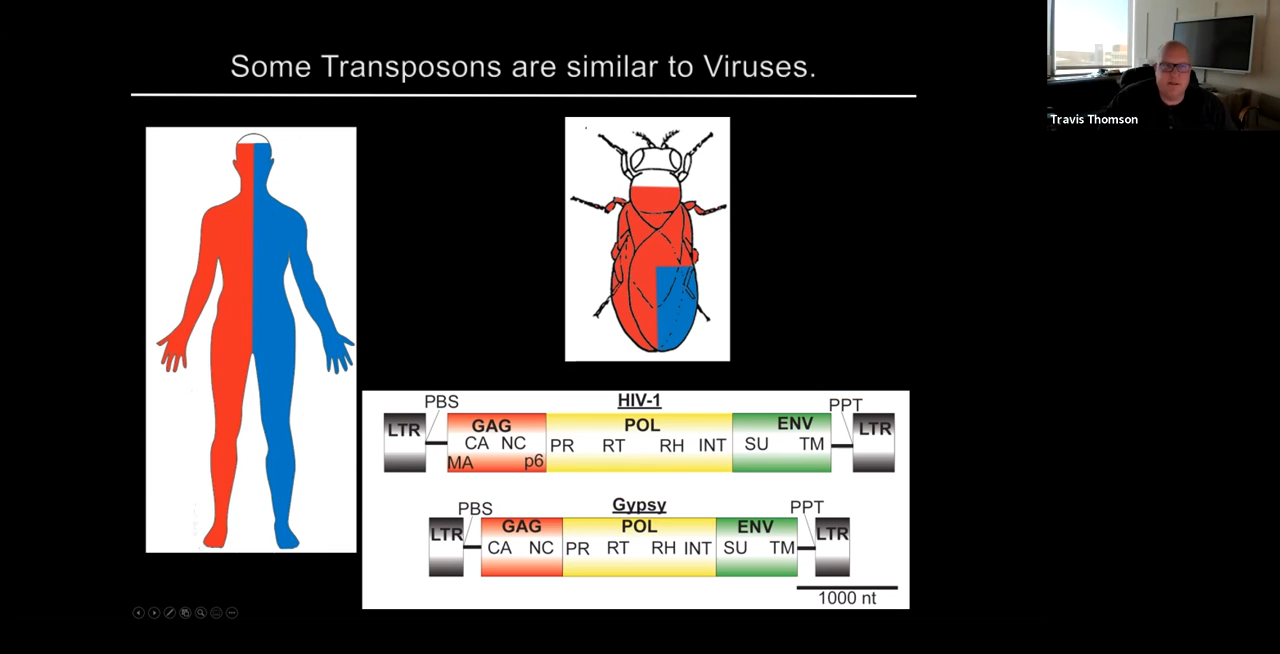 Some Transposons are similar to Viruses.
Travis Thomson
HIV-1
PBS
PPT
LTR
GAG
POL
ENV
LTR
CA NC
PR RT RH INT
SU TM
MA p6
Gypsy
PBS
PPT
LTR
GAG
POL
ENV
LTR
CA NC
PR RT RH INT
SU TM
1000 nt